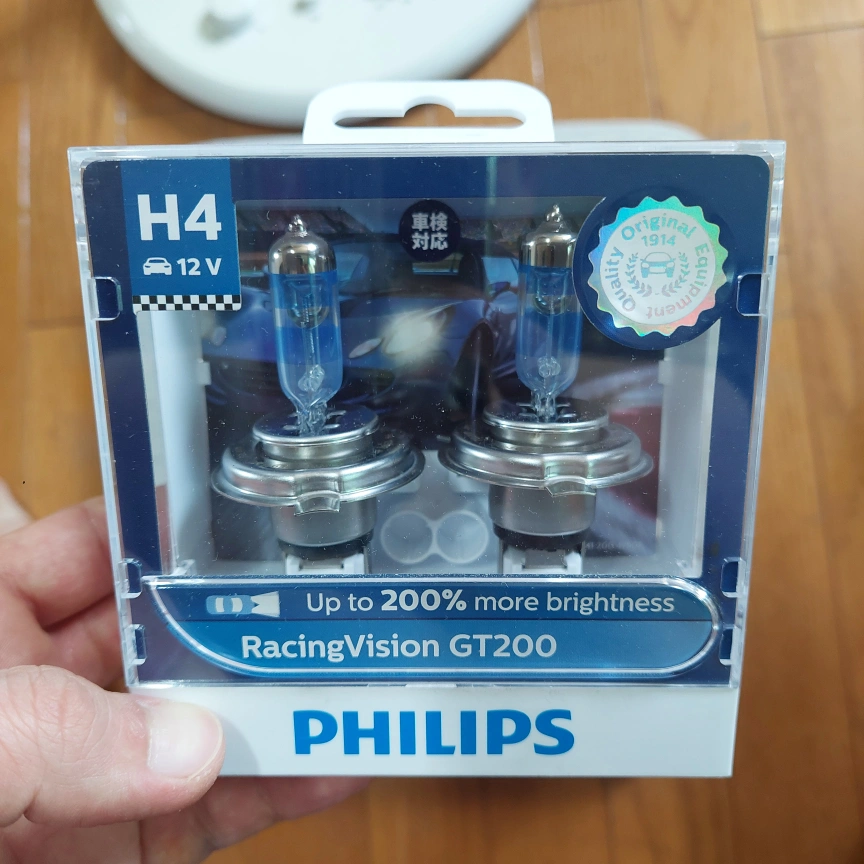 H4
12 V
車検
対応
Quality Original Equipment
1914
Up to 200% more brightness
RacingVision GT200
PHILIPS